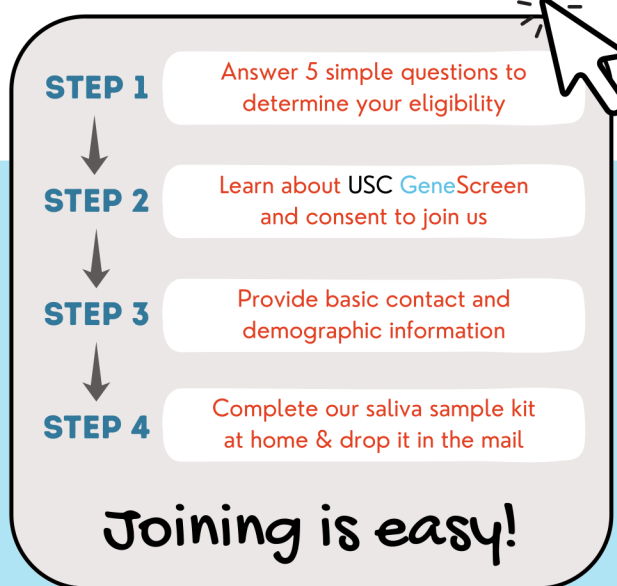 STEP 1
Answer 5 simple questions to
determine your eligibility
STEP 2
Learn about USC GeneScreen
and consent to join us
STEP 3
Provide basic contact and
demographic information
STEP 4
Complete our saliva sample kit
at home & drop it in the mail
Joining is easy!